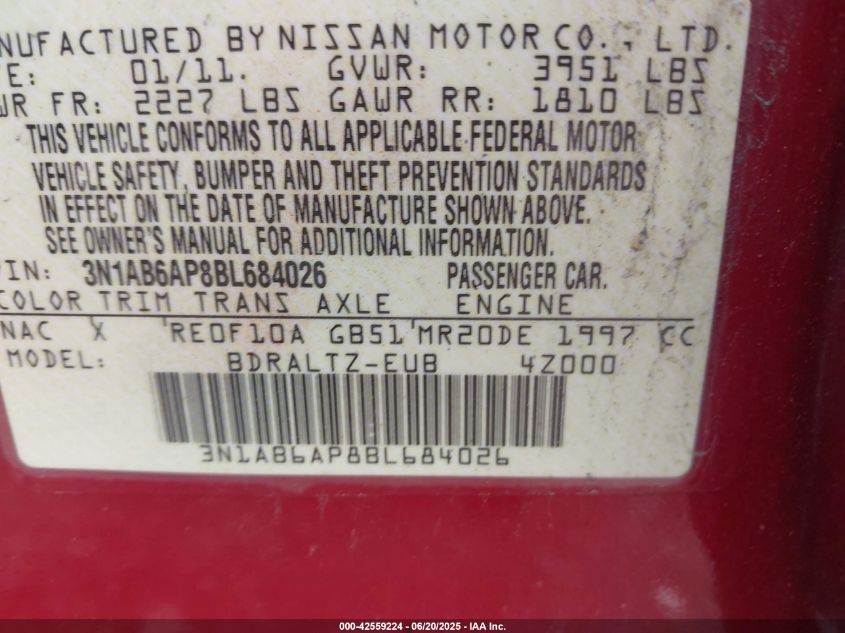 NUFACTURED BY NISSAN MOTOR CO., LTD.
TE: 01/11. GVWR: 3951 LBS
WR FR: 2227 LBS GAWR RR: 1810 LBS
THIS VEHICLE CONFORMS TO ALL APPLICABLE FEDERAL MOTOR
VEHICLE SAFETY, BUMPER AND THEFT PREVENTION STANDARDS
IN EFFECT ON THE DATE OF MANUFACTURE SHOWN ABOVE.
SEE OWNER'S MANUAL FOR ADDITIONAL INFORMATION.
VIN: 3N1AB6AP8BL684026 PASSENGER CAR.
COLOR TRIM TRANS AXLE ENGINE
NAC X RE0F10A GB51 MR20DE 1997 CC
MODEL: BDRALTZ-EUB 4Z000
3N1AB6AP8BL684026
000-42559224 - 06/20/2025 - IAA Inc.